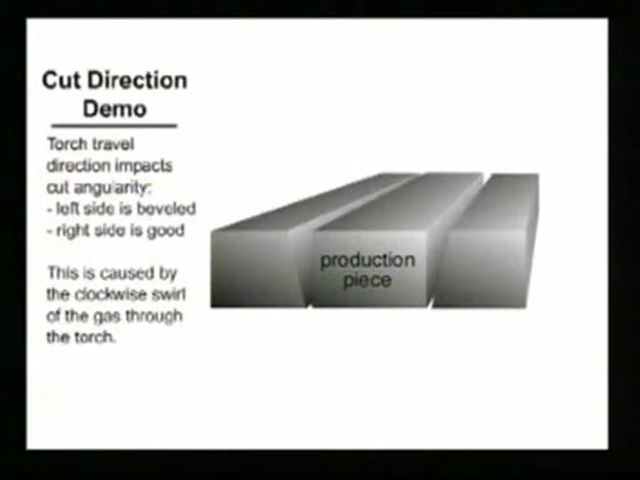 Cut Direction
Demo
Torch travel
direction impacts
cut angularity:
- left side is beveled
- right side is good
This is caused by
the clockwise swirl
of the gas through
the torch.
production
piece